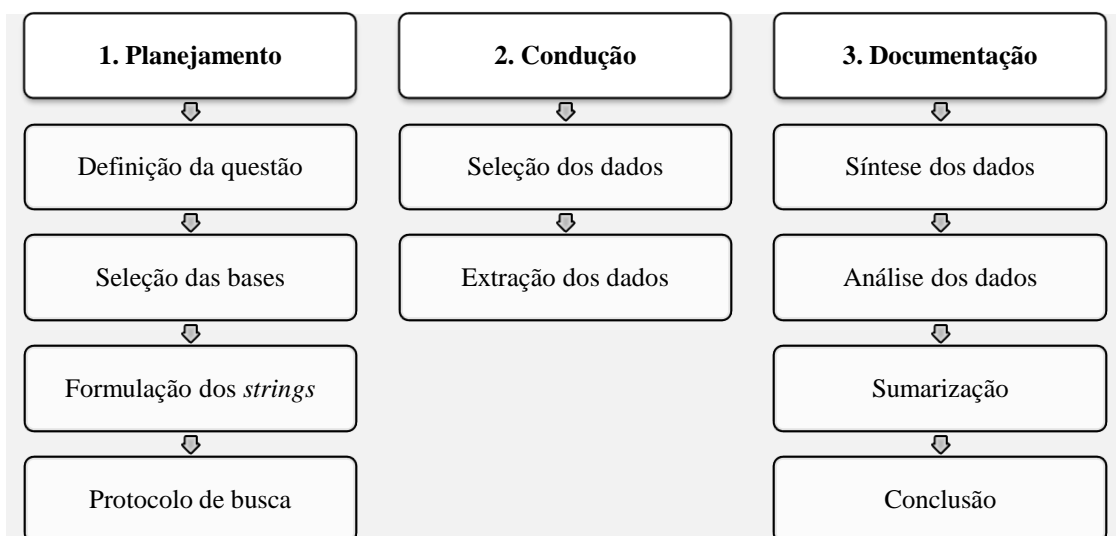 1. Planejamento
Definição da questão
Seleção das bases
Formulação dos strings
Protocolo de busca
2. Condução
Seleção dos dados
Extração dos dados
3. Documentação
Síntese dos dados
Análise dos dados
Sumarização
Conclusão